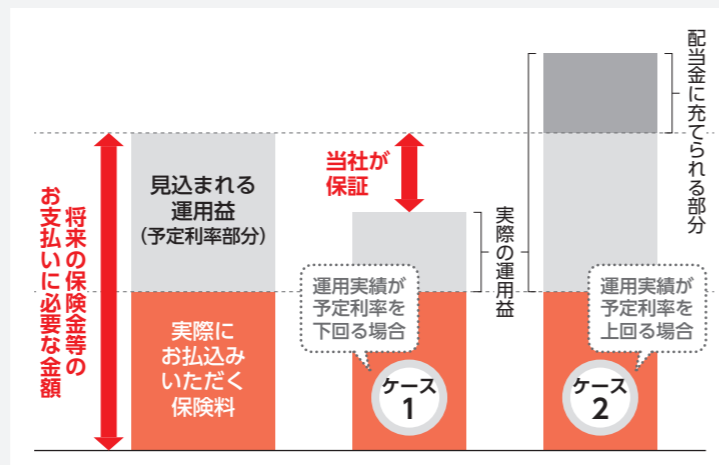 将来の保険金等の
お支払いに必要な金額
見込まれる
運用益
(予定利率部分)
実際に
お払込み
いただく
保険料
当社が
保証
運用実績が
予定利率を
下回る場合
ケース
1
実際の運用益
配当金に充てられる部分
運用実績が
予定利率を
上回る場合
ケース
2